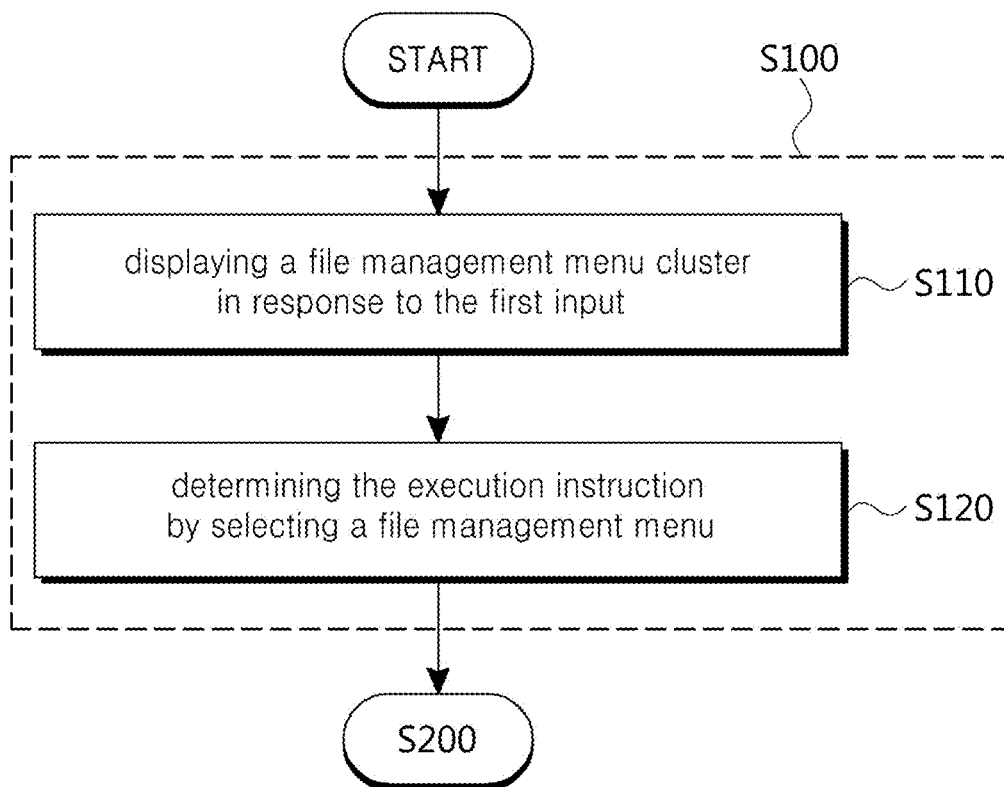 START
S100
displaying a file management menu cluster
in response to the first input
S110
determining the execution instruction
by selecting a file management menu
S120
S200